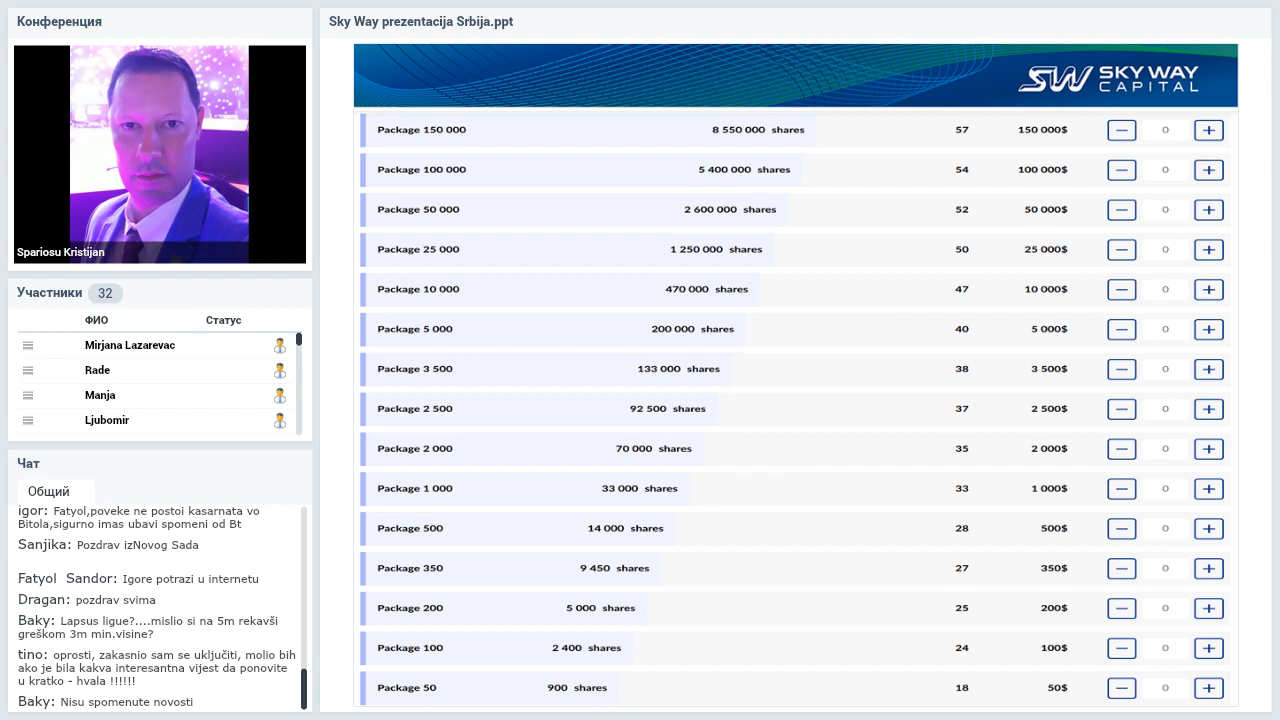 Конференция
Spariosu Kristijan
Участники 32
ФИО Статус
Mirjana Lazarevac
Rade
Manja
Ljubomir
Чат
Общий
igor: Fatyol,poveke ne postoi kasarnata vo
Bitola,sigurno imas ubavi spomeni od Bt
Sanjika: Pozdrav izNovog Sada
Fatyol Sandor: Igore potrazi u internetu
Dragan: pozdrav svima
Baky: Lapsus ligue?....mislio si na 5m rekavši
greškom 3m min.visine?
tino: oprosti, zakasnio sam se uključiti, molio bih
ako je bila kakva interesantna vijest da ponovite
u kratko - hvala !!!!!!
Baky: Nisu spomenute novosti
Sky Way prezentacija Srbija.ppt
SW SKY WAY
CAPITAL
Package 150 000 8 550 000 shares 57 150 000$ — 0 +
Package 100 000 5 400 000 shares 54 100 000$ — 0 +
Package 50 000 2 600 000 shares 52 50 000$ — 0 +
Package 25 000 1 250 000 shares 50 25 000$ — 0 +
Package 10 000 470 000 shares 47 10 000$ — 0 +
Package 5 000 200 000 shares 40 5 000$ — 0 +
Package 3 500 133 000 shares 38 3 500$ — 0 +
Package 2 500 92 500 shares 37 2 500$ — 0 +
Package 2 000 70 000 shares 35 2 000$ — 0 +
Package 1 000 33 000 shares 33 1 000$ — 0 +
Package 500 14 000 shares 28 500$ — 0 +
Package 350 9 450 shares 27 350$ — 0 +
Package 200 5 000 shares 25 200$ — 0 +
Package 100 2 400 shares 24 100$ — 0 +
Package 50 900 shares 18 50$ — 0 +